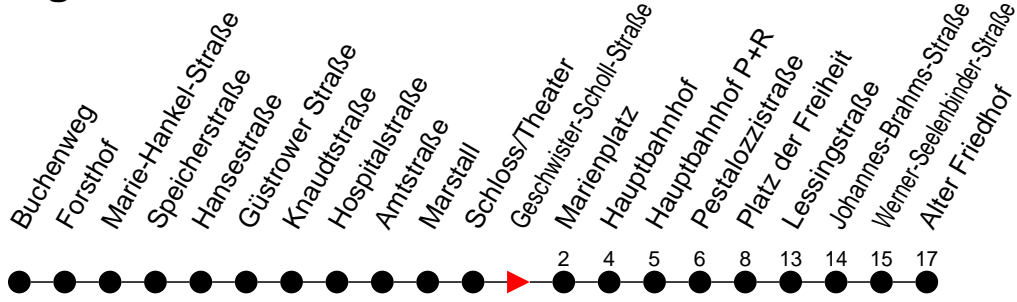 Buchenweg
Forsthof
Marie-Hankel-Straße
Speicherstraße
Hansestraße
Güstrower Straße
Knaudtstraße
Hospitalstraße
Amtstraße
Marstall
Schloss/Theater
Geschwister-Scholl-Straße
Marienplatz
Hauptbahnhof
Hauptbahnhof P+R
Pestalozzistraße
Platz der Freiheit
Lessingstraße
Johannes-Brahms-Straße
Werner-Seelenbinder-Straße
Alter Friedhof
2 4 5 6 8 13 14 15 17